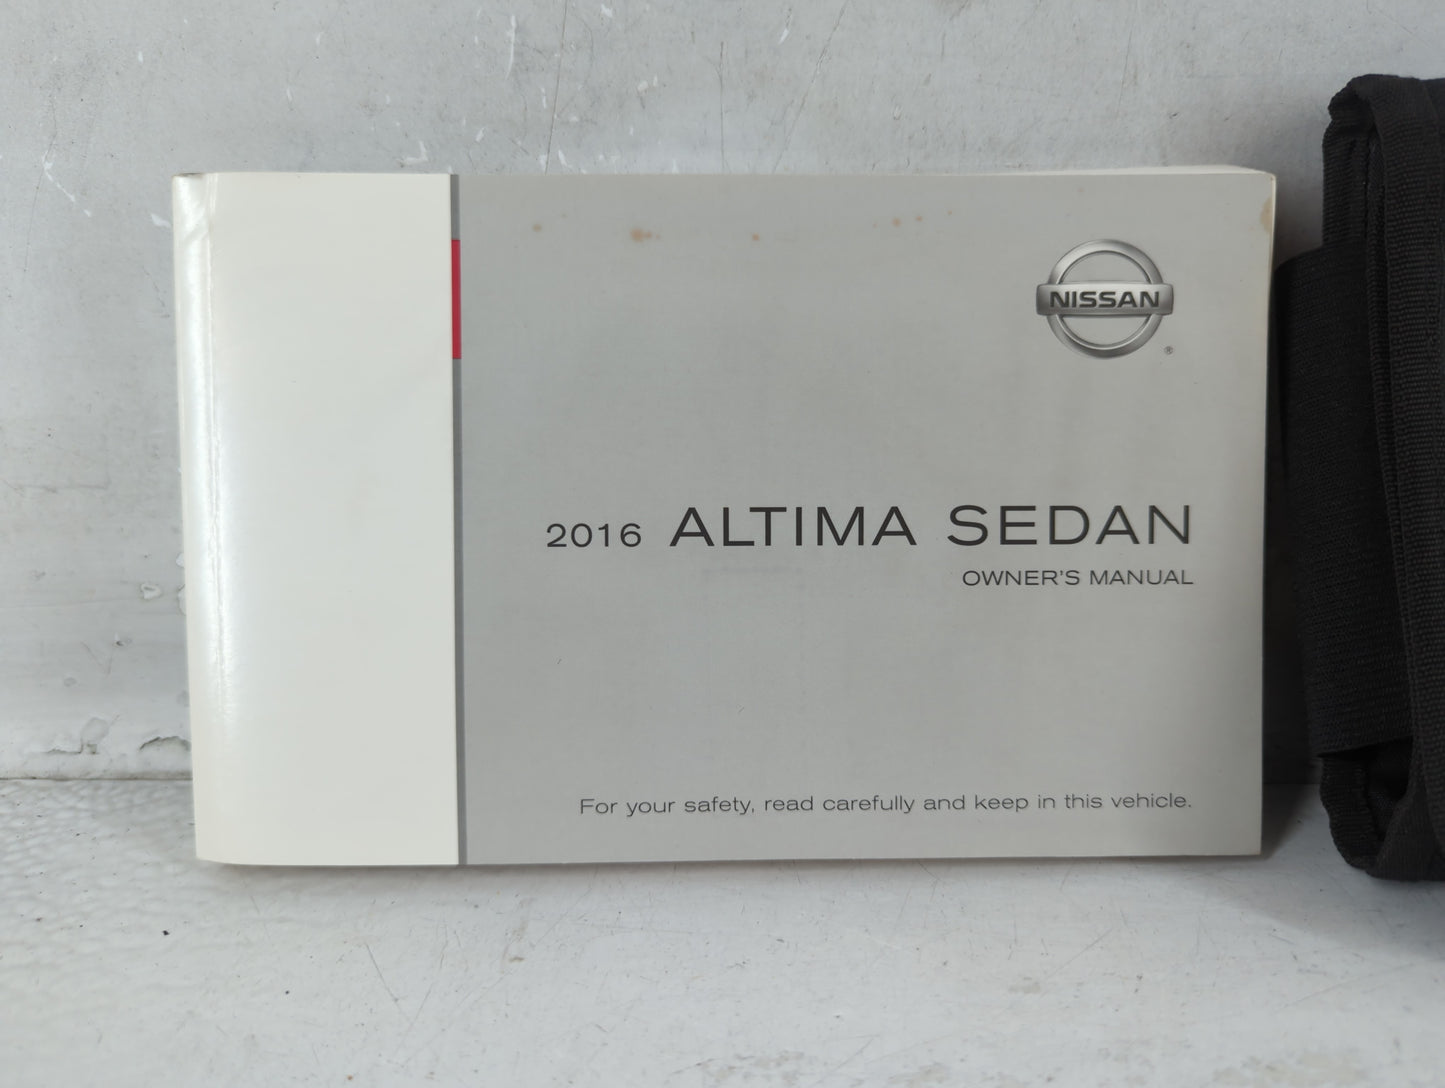 NISSAN
®
2016 ALTIMA SEDAN
OWNER'S MANUAL
For your safety, read carefully and keep in this vehicle.